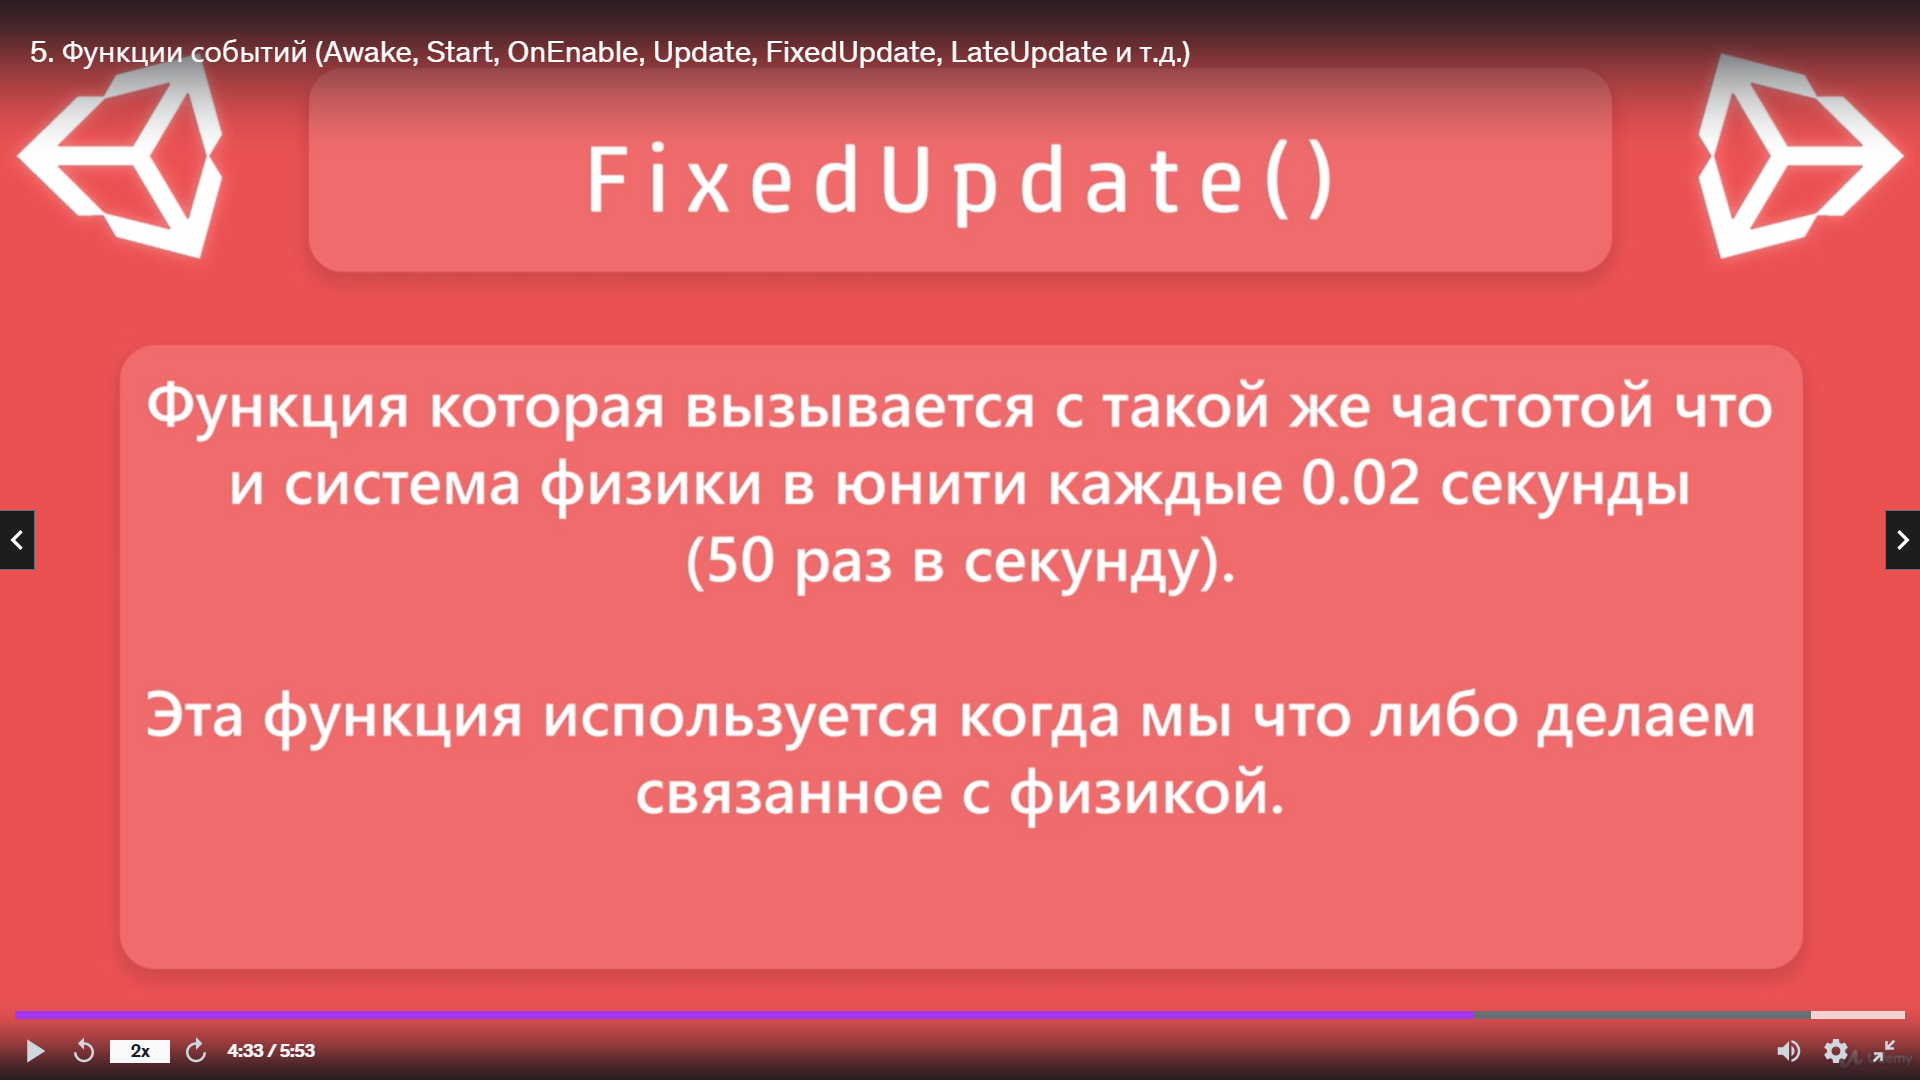 5. Функции событий (Awake, Start, OnEnable, Update, FixedUpdate, LateUpdate и т.д.)
FixedUpdate()
Функция которая вызывается с такой же частотой что
и система физики в юнити каждые 0.02 секунды
(50 раз в секунду).
Эта функция используется когда мы что либо делаем
связанное с физикой.
2x
4:33 / 5:53
Udemy